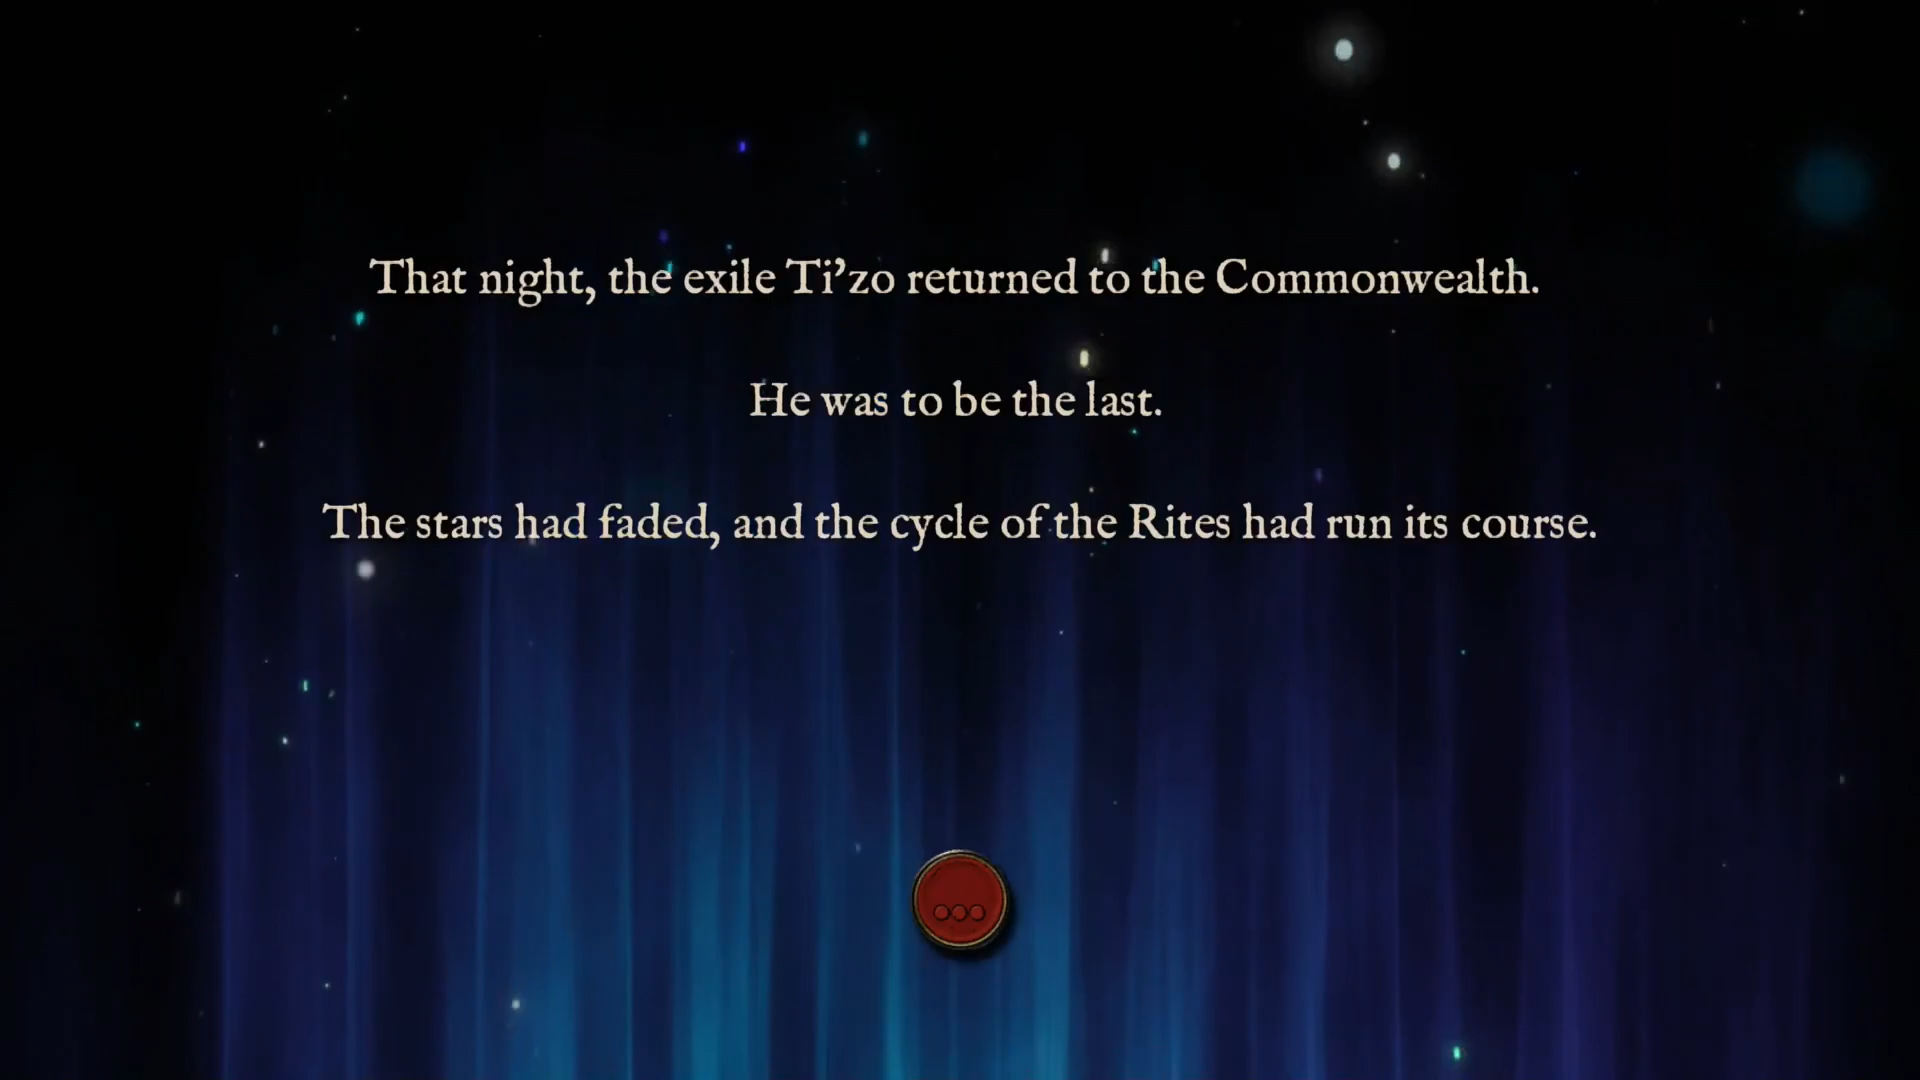 That night, the exile Ti’zo returned to the Commonwealth.
He was to be the last.
The stars had faded, and the cycle of the Rites had run its course.